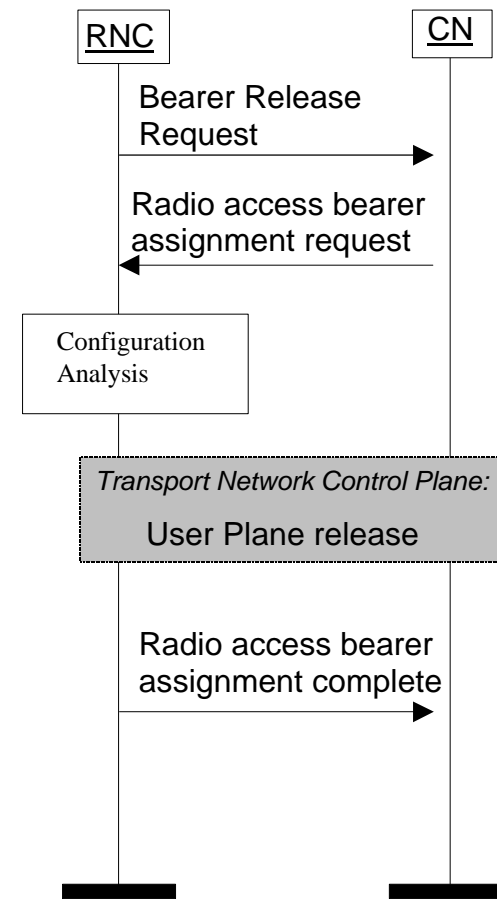 RNC
CN
Bearer Release
Request
Radio access bearer
assignment request
Configuration
Analysis
Transport Network Control Plane:
User Plane release
Radio access bearer
assignment complete